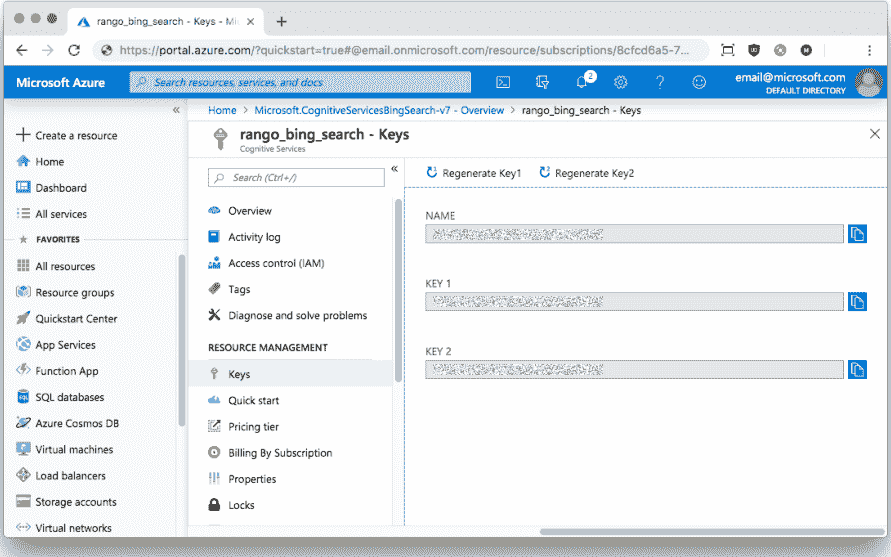 rango_bing_search - Keys - Mic
https://portal.azure.com/?quickstart=true#@email.onmicrosoft.com/resource/subscriptions/8cfcd6a5-7...
Microsoft Azure
Search resources, services, and docs
2
email@microsoft.com
DEFAULT DIRECTORY
Create a resource
Home
Dashboard
All services
FAVORITES
All resources
Resource groups
Quickstart Center
App Services
Function App
SQL databases
Azure Cosmos DB
Virtual machines
Load balancers
Storage accounts
Virtual networks
Home > Microsoft.CognitiveServicesBingSearch-v7 - Overview > rango_bing_search - Keys
rango_bing_search - Keys
Cognitive Services
Search (Ctrl+/)
Overview
Activity log
Access control (IAM)
Tags
Diagnose and solve problems
RESOURCE MANAGEMENT
Keys
Quick start
Pricing tier
Billing By Subscription
Properties
Locks
Regenerate Key1
Regenerate Key2
NAME
KEY 1
KEY 2